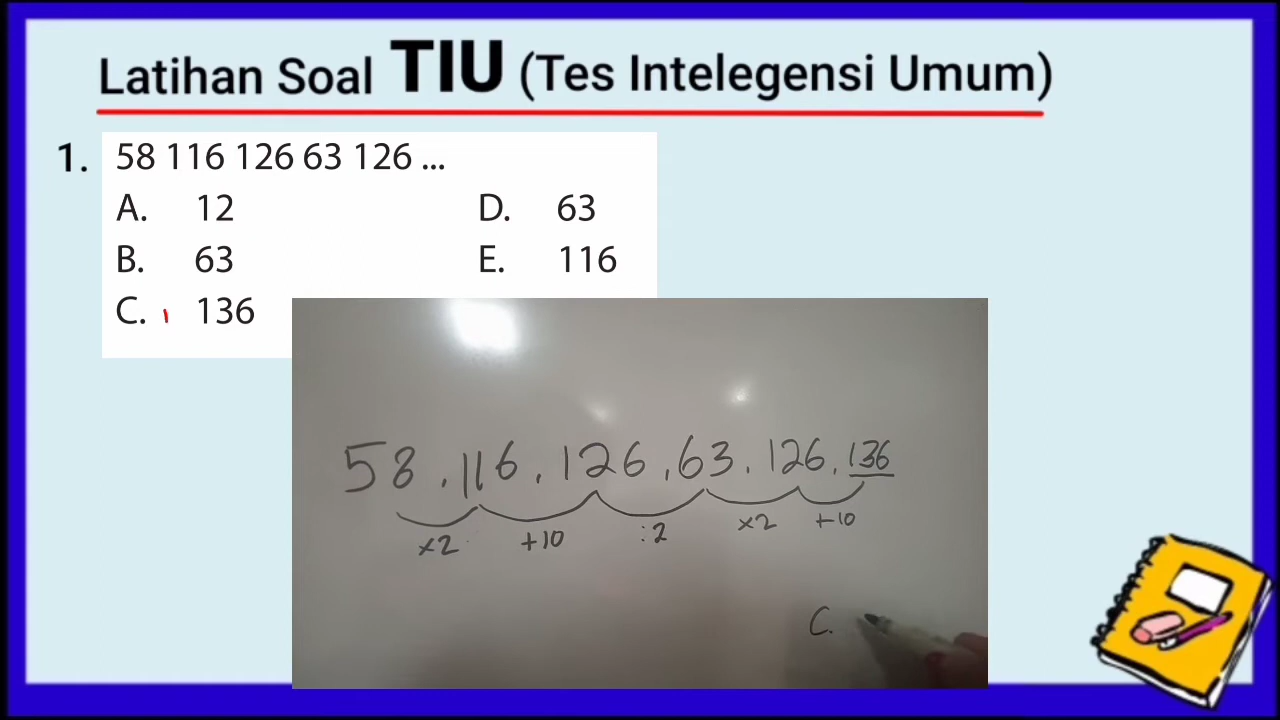 Latihan Soal TIU (Tes Intelegensi Umum)
1. 58 116 126 63 126 ...
A. 12
D. 63
B. 63
E. 116
C. 136
58 . 116 . 126 . 63 . 126 . 136
x2 +10 :2 x2 +10
C.